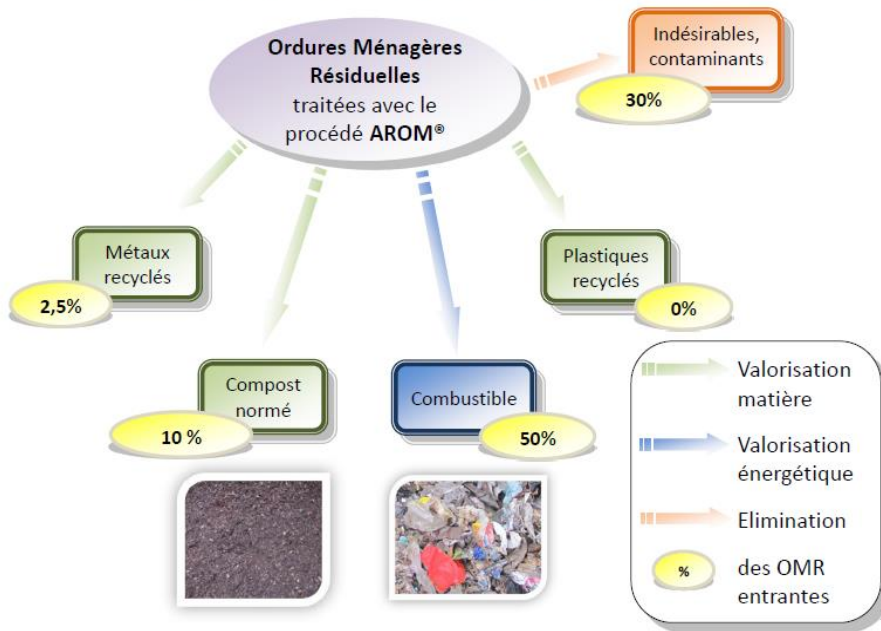 Ordures Ménagères
Résiduelles
traitées avec le
procédé AROM®
Indésirables,
contaminants
30%
Métaux
recyclés
2,5%
Plastiques
recyclés
0%
Compost
normé
10 %
Combustible
50%
Valorisation
matière
Valorisation
énergétique
Elimination
%
des OMR
entrantes